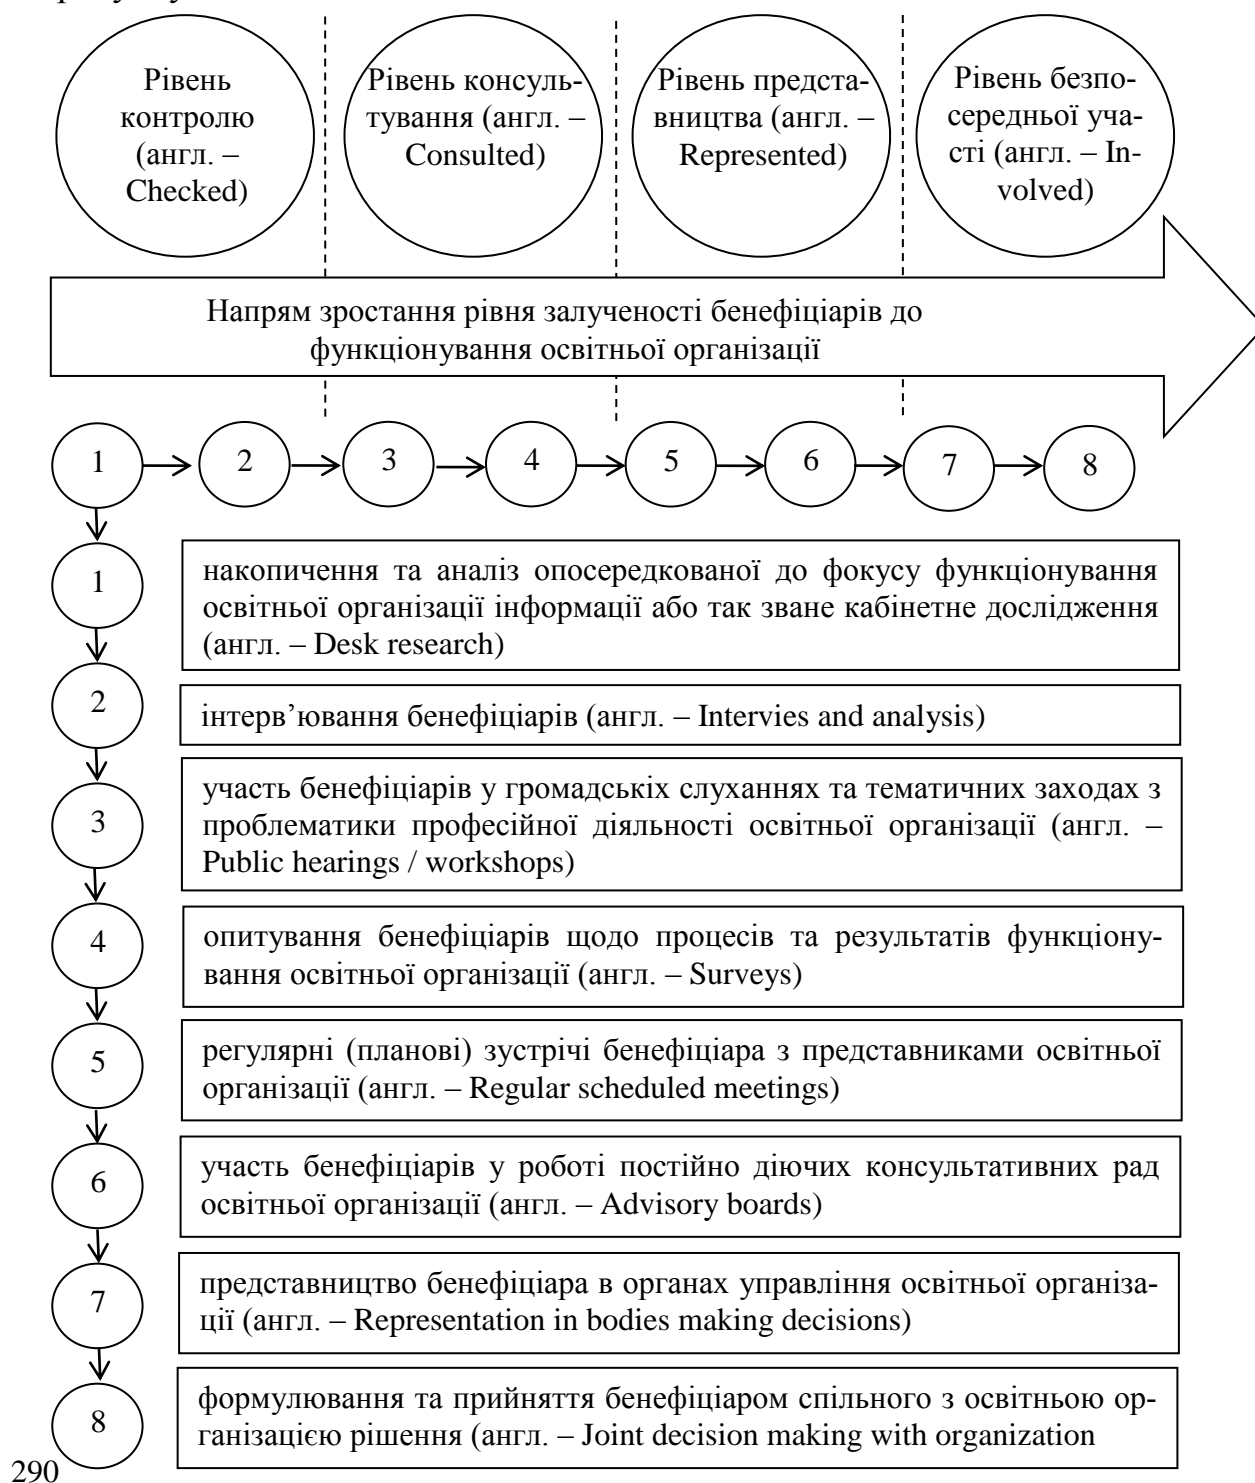 Рівень
контролю
(англ. –
Checked)
Рівень консуль-
тування (англ. –
Consulted)
Рівень предста-
вництва (англ. –
Represented)
Рівень безпо-
середньої уча-
сті (англ. – In-
volved)
Напрям зростання рівня залученості бенефіціарів до
функціонування освітньої організації
1
2
3
4
5
6
7
8
1
накопичення та аналіз опосередкованої до фокусу функціонування
освітньої організації інформації або так зване кабінетне дослідження
(англ. – Desk research)
2
інтерв’ювання бенефіціарів (англ. – Intervies and analysis)
3
участь бенефіціарів у громадськіх слуханнях та тематичних заходах з
проблематики професійної діяльності освітньої організації (англ. –
Public hearings / workshops)
4
опитування бенефіціарів щодо процесів та результатів функціону-
вання освітньої організації (англ. – Surveys)
5
регулярні (планові) зустрічі бенефіціара з представниками освітньої
організації (англ. – Regular scheduled meetings)
6
участь бенефіціарів у роботі постійно діючих консультативних рад
освітньої організації (англ. – Advisory boards)
7
представництво бенефіціара в органах управління освітньої організа-
ції (англ. – Representation in bodies making decisions)
8
формулювання та прийняття бенефіціаром спільного з освітньою ор-
ганізацією рішення (англ. – Joint decision making with organization
290